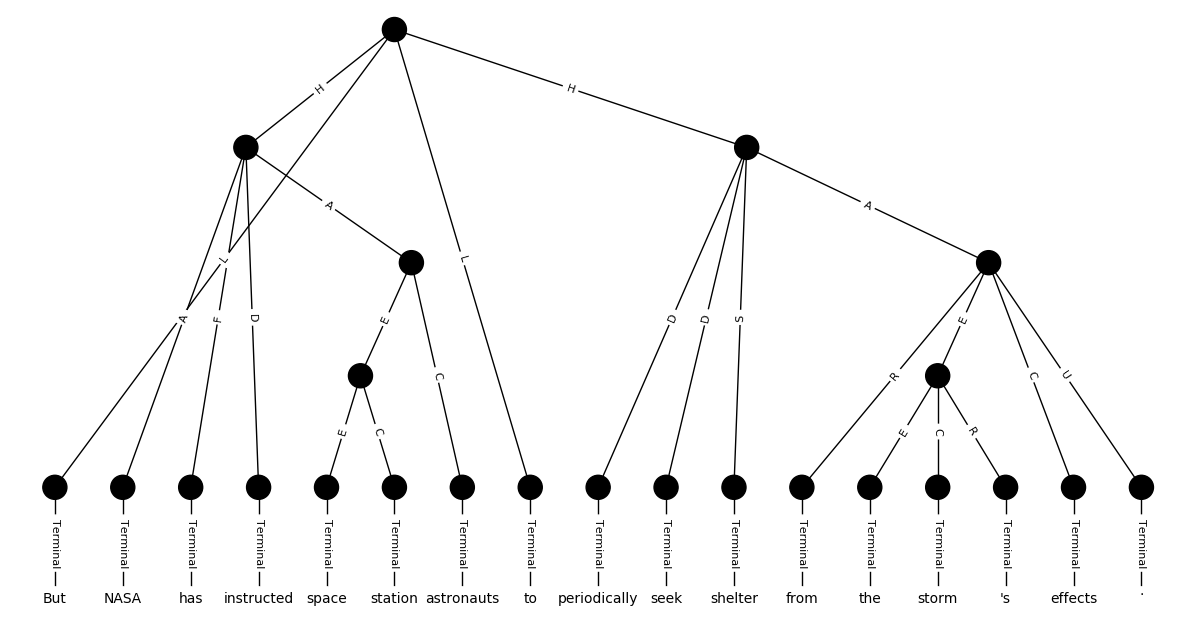 H
H
A
A
L
L
A
F
D
E
D
D
S
E
C
R
C
U
E
C
E
C
R
Terminal Terminal Terminal Terminal Terminal Terminal Terminal Terminal Terminal Terminal Terminal Terminal Terminal Terminal Terminal Terminal Terminal
But NASA has instructed space station astronauts to periodically seek shelter from the storm 's effects .